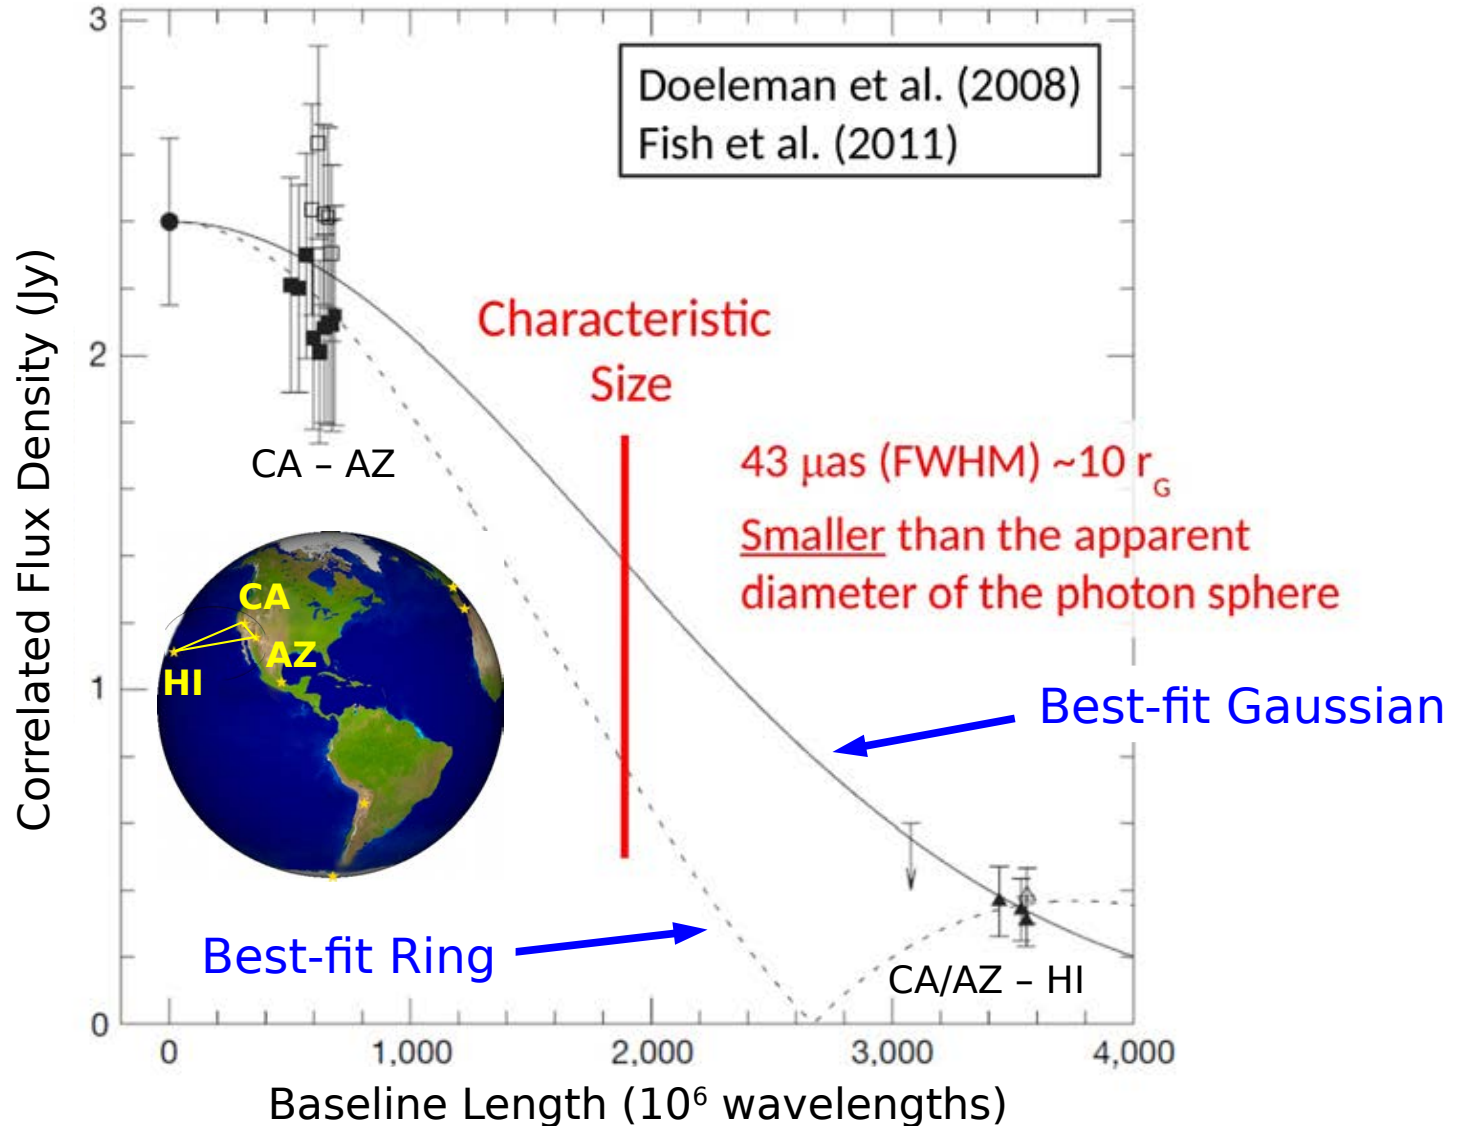 3
Doeleman et al. (2008)
Fish et al. (2011)
Correlated Flux Density (Jy)
2
Characteristic
Size
CA – AZ
43 μas (FWHM) ~10 r_G
Smaller than the apparent
diameter of the photon sphere
CA
AZ
HI
1
Best-fit Gaussian
Best-fit Ring
CA/AZ – HI
0
0 1,000 2,000 3,000 4,000
Baseline Length (10⁶ wavelengths)